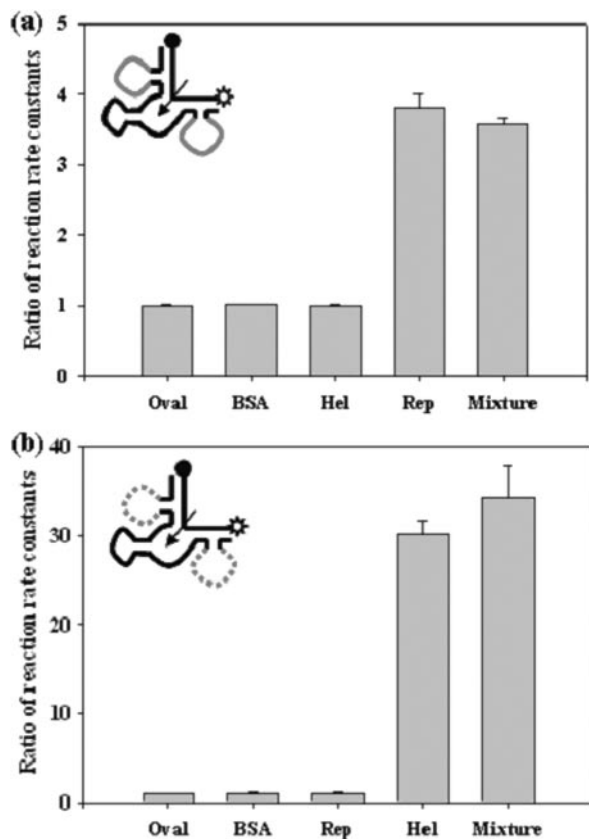 (a)
Ratio of reaction rate constants
5
4
3
2
1
0
Oval BSA Hel Rep Mixture
(b)
Ratio of reaction rate constants
40
30
20
10
0
Oval BSA Rep Hel Mixture